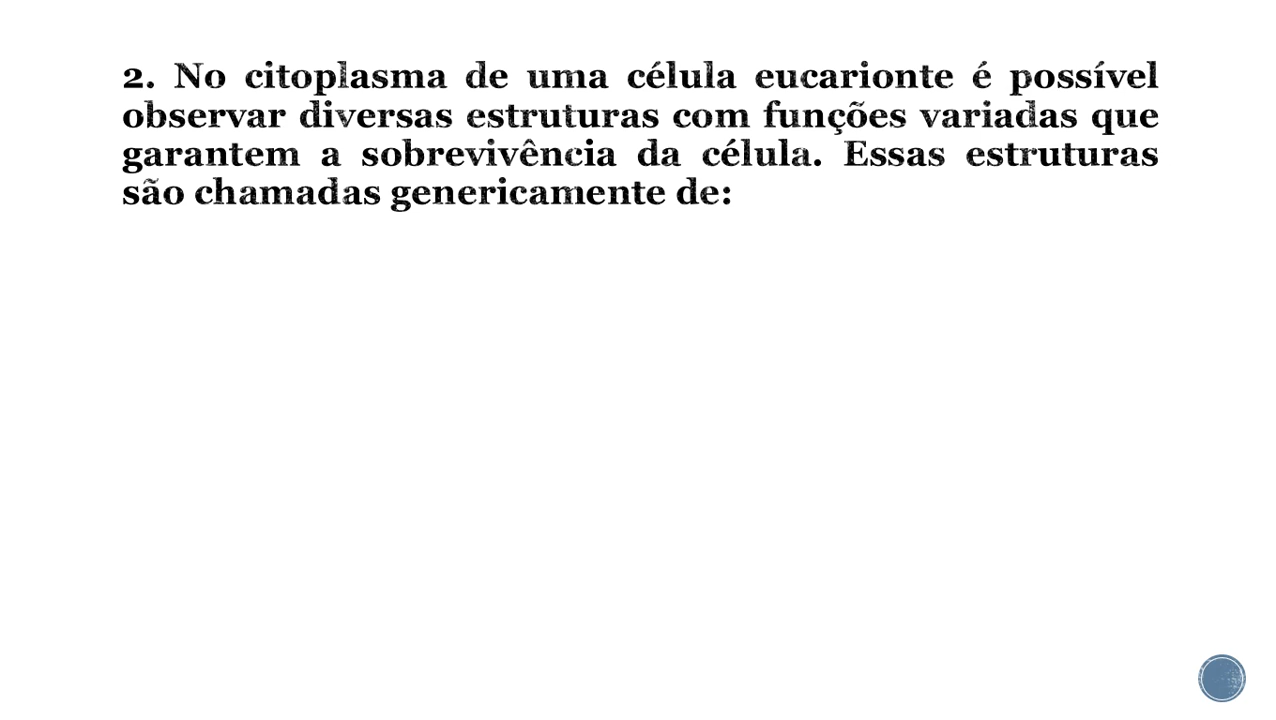 2. No citoplasma de uma célula eucarionte é possível
observar diversas estruturas com funções variadas que
garantem a sobrevivência da célula. Essas estruturas
são chamadas genericamente de: